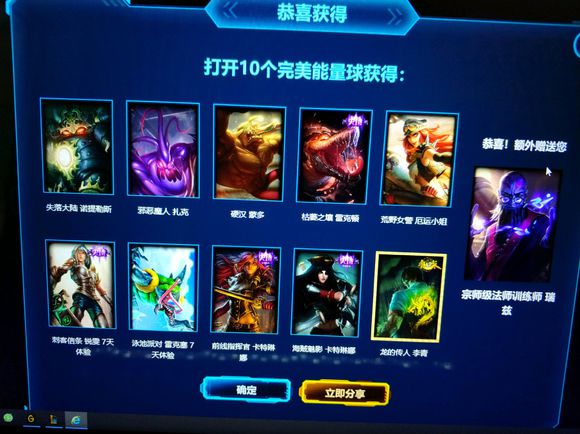 恭喜获得
打开10个完美能量球获得：
恭喜！额外赠送您
失落大陆 诺提勒斯
邪恶魔人 扎克
硬汉 蒙多
枯萎之壤 雷克顿
荒野女警 厄运小姐
宗师级法师训练师 瑞
兹
刺客信条 锐雯 7天
体验
泳池派对 雷克塞 7
天体验
前线指挥官 卡特琳
娜
海贼魅影 卡特琳娜
龙的传人 李青
确定
立即分享